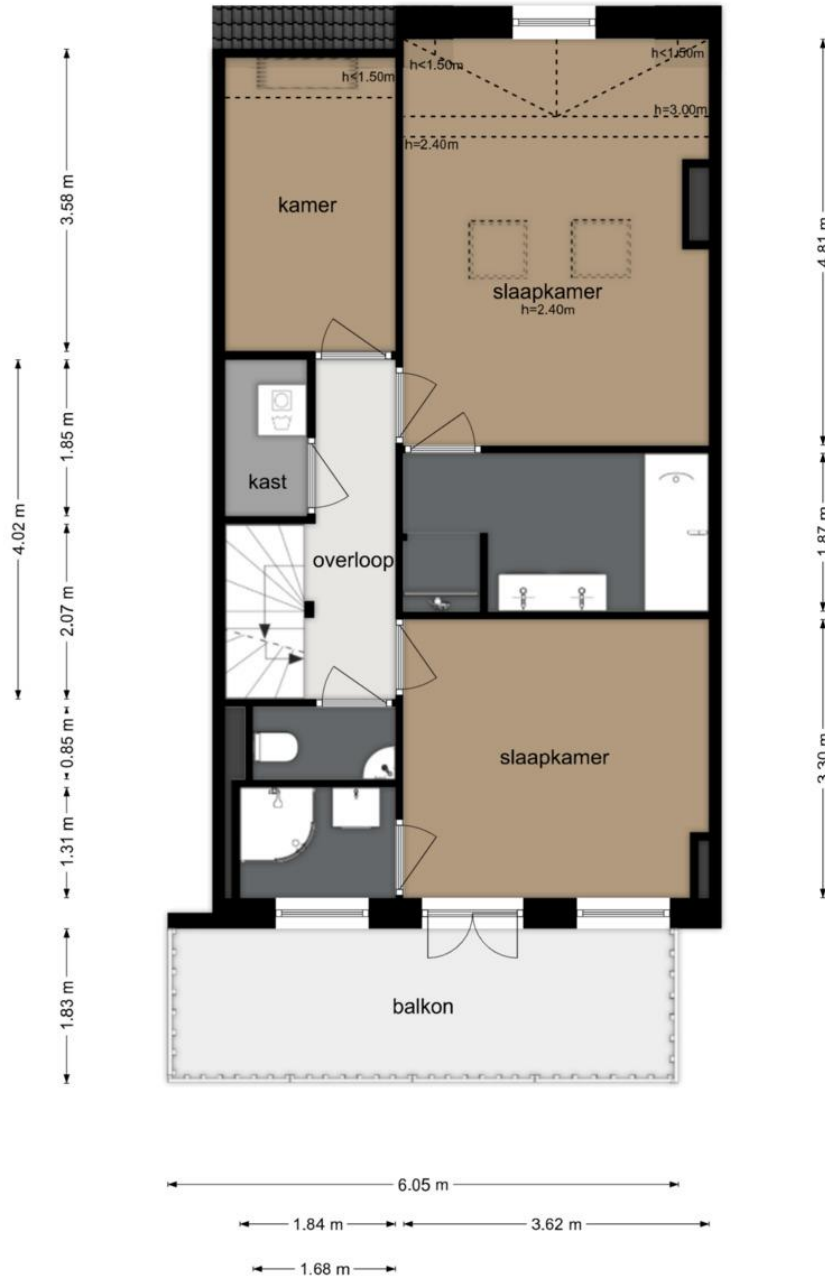 h<1.50m
h<1.50m
h<1.50m
h=3.00m
h=2.40m
kamer
slaapkamer
h=2.40m
kast
overloop
slaapkamer
balkon
3.58 m
1.85 m
4.02 m
2.07 m
0.85 m
1.31 m
1.83 m
4.81 m
1.87 m
3.30 m
6.05 m
1.84 m
3.62 m
1.68 m